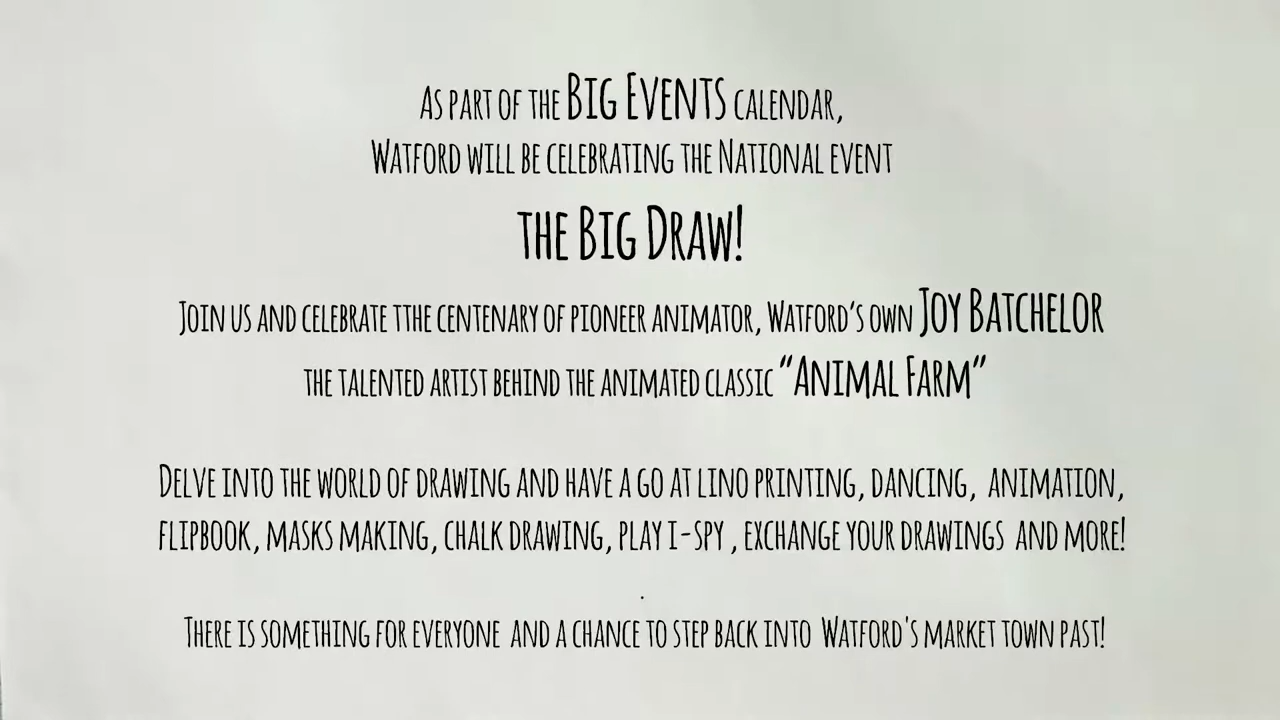 As part of the Big Events calendar,
Watford will be celebrating the National event
the Big Draw!
Join us and celebrate tthe centenary of pioneer animator, Watford's own Joy Batchelor
the talented artist behind the animated classic "Animal Farm"
Delve into the world of drawing and have a go at lino printing, dancing, animation,
flipbook, masks making, chalk drawing, play i-spy , exchange your drawings and more!
.
There is something for everyone and a chance to step back into Watford's market town past!